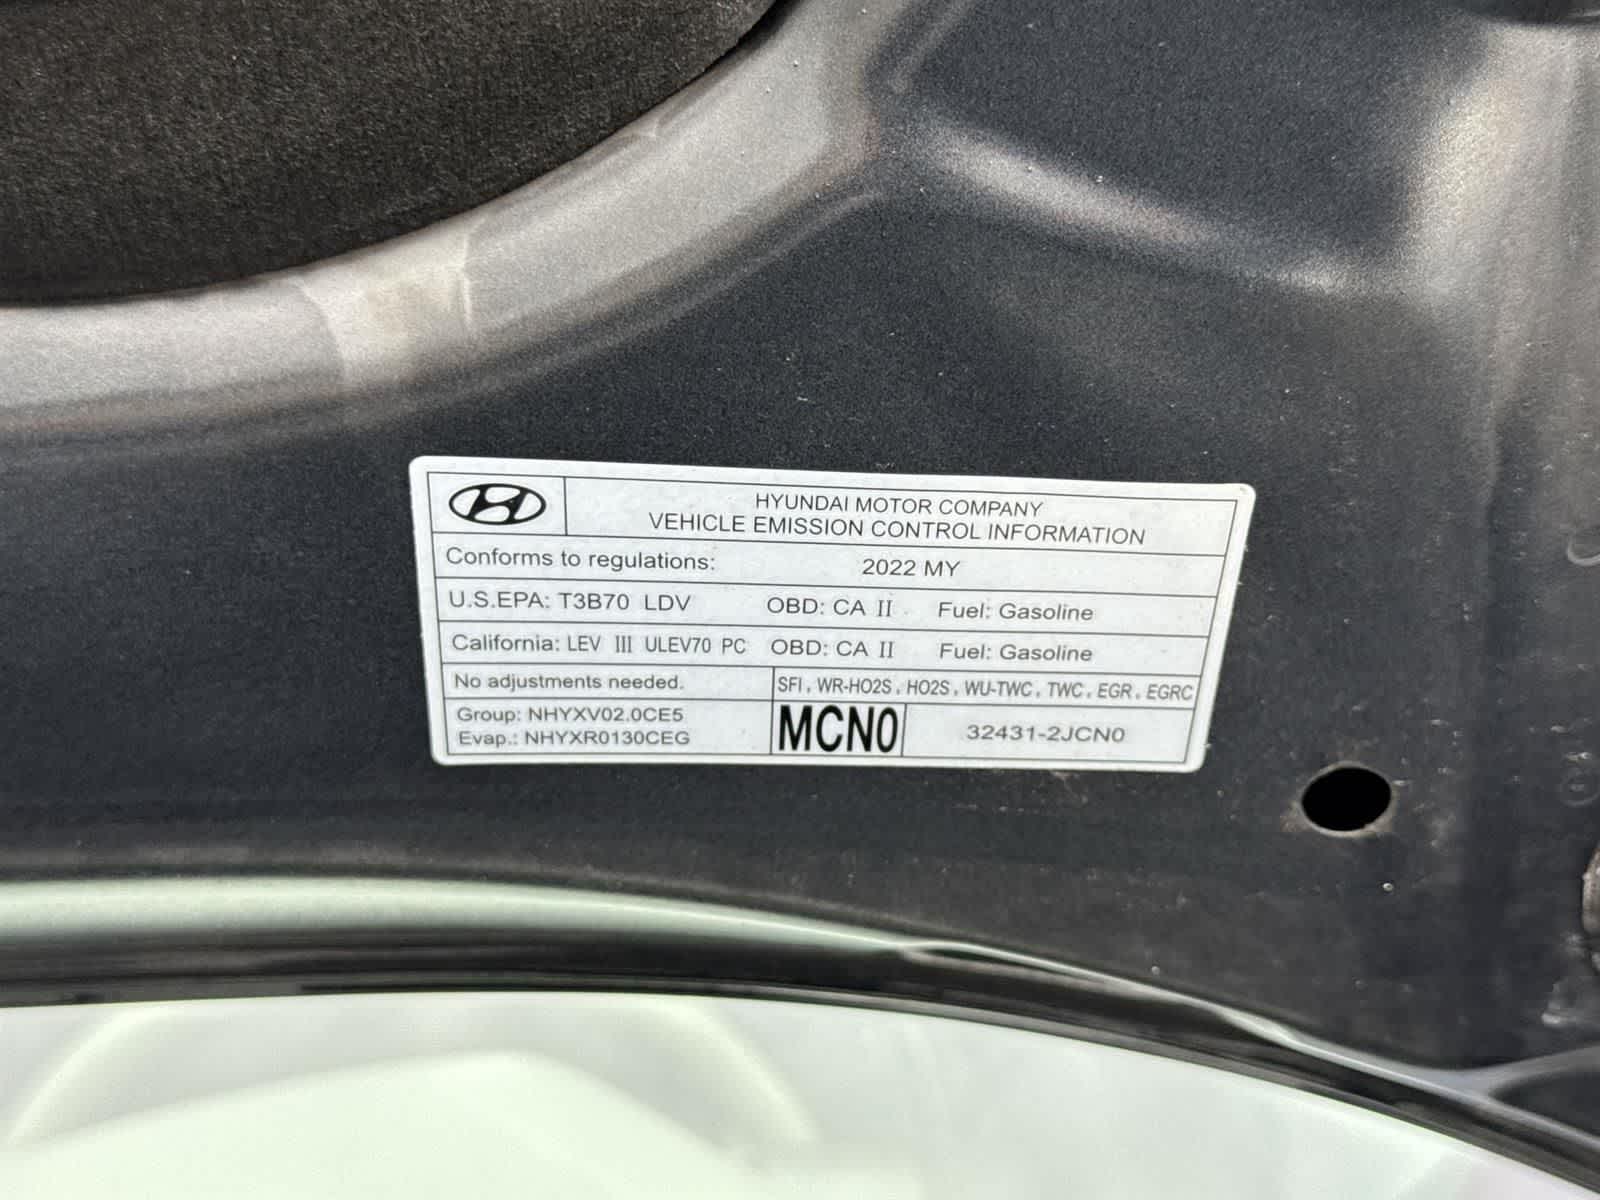 HYUNDAI MOTOR COMPANY
VEHICLE EMISSION CONTROL INFORMATION
Conforms to regulations: 2022 MY
U.S.EPA: T3B70 LDV OBD: CA II Fuel: Gasoline
California: LEV III ULEV70 PC OBD: CA II Fuel: Gasoline
No adjustments needed. SFI, WR-HO2S, HO2S, WU-TWC, TWC, EGR, EGRC
Group: NHYXV02.0CE5
Evap.: NHYXR0130CEG
MCN0 32431-2JCN0